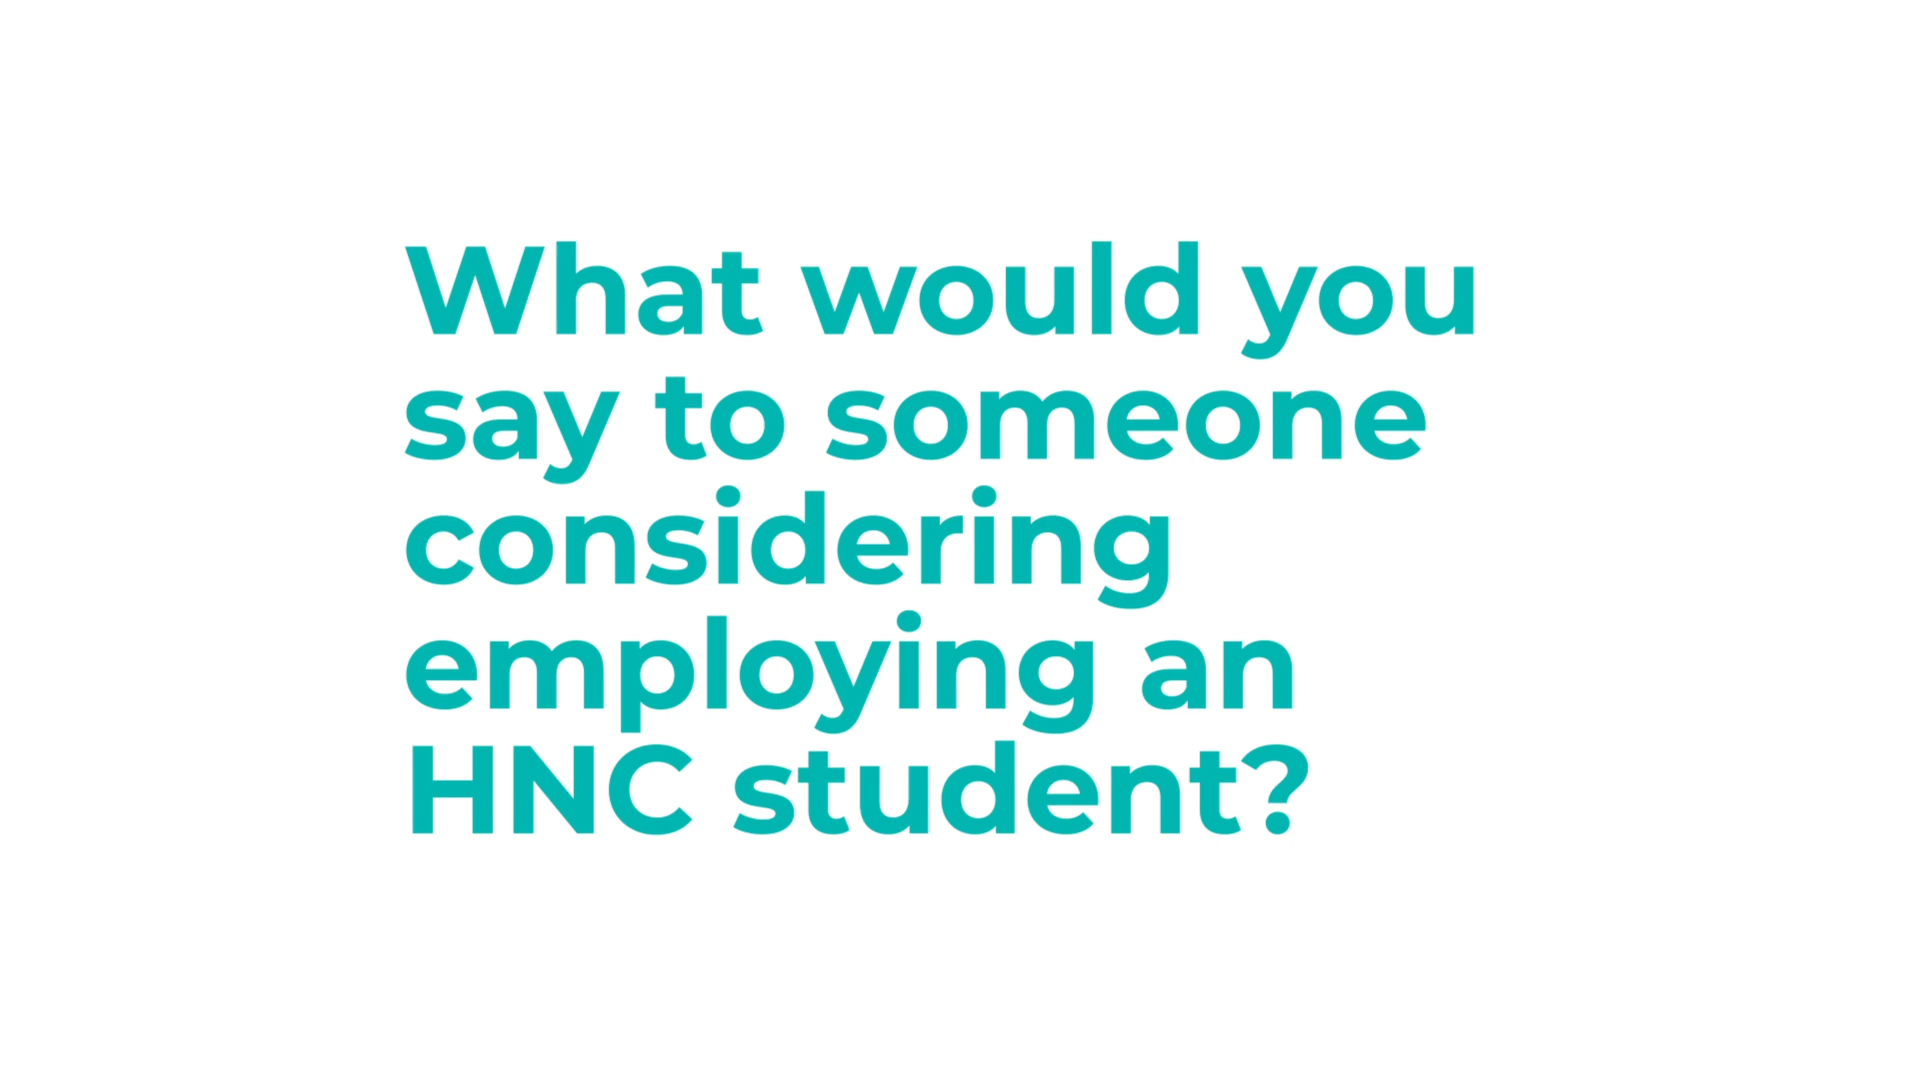 What would you
say to someone
considering
employing an
HNC student?